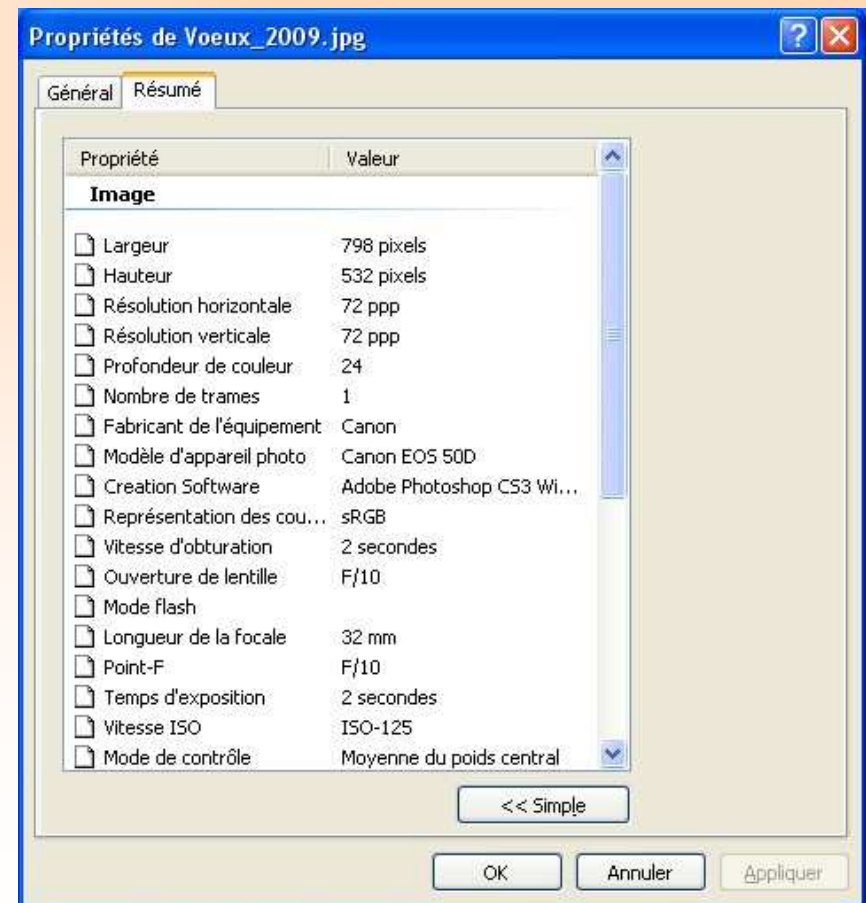 Propriétés de Voeux_2009.jpg
Général Résumé
Propriété Valeur
Image
Largeur 798 pixels
Hauteur 532 pixels
Résolution horizontale 72 ppp
Résolution verticale 72 ppp
Profondeur de couleur 24
Nombre de trames 1
Fabricant de l'équipement Canon
Modèle d'appareil photo Canon EOS 50D
Creation Software Adobe Photoshop CS3 Wi...
Représentation des cou... sRGB
Vitesse d'obturation 2 secondes
Ouverture de lentille F/10
Mode flash
Longueur de la focale 32 mm
Point-F F/10
Temps d'exposition 2 secondes
Vitesse ISO ISO-125
Mode de contrôle Moyenne du poids central
<< Simple
OK Annuler Appliquer